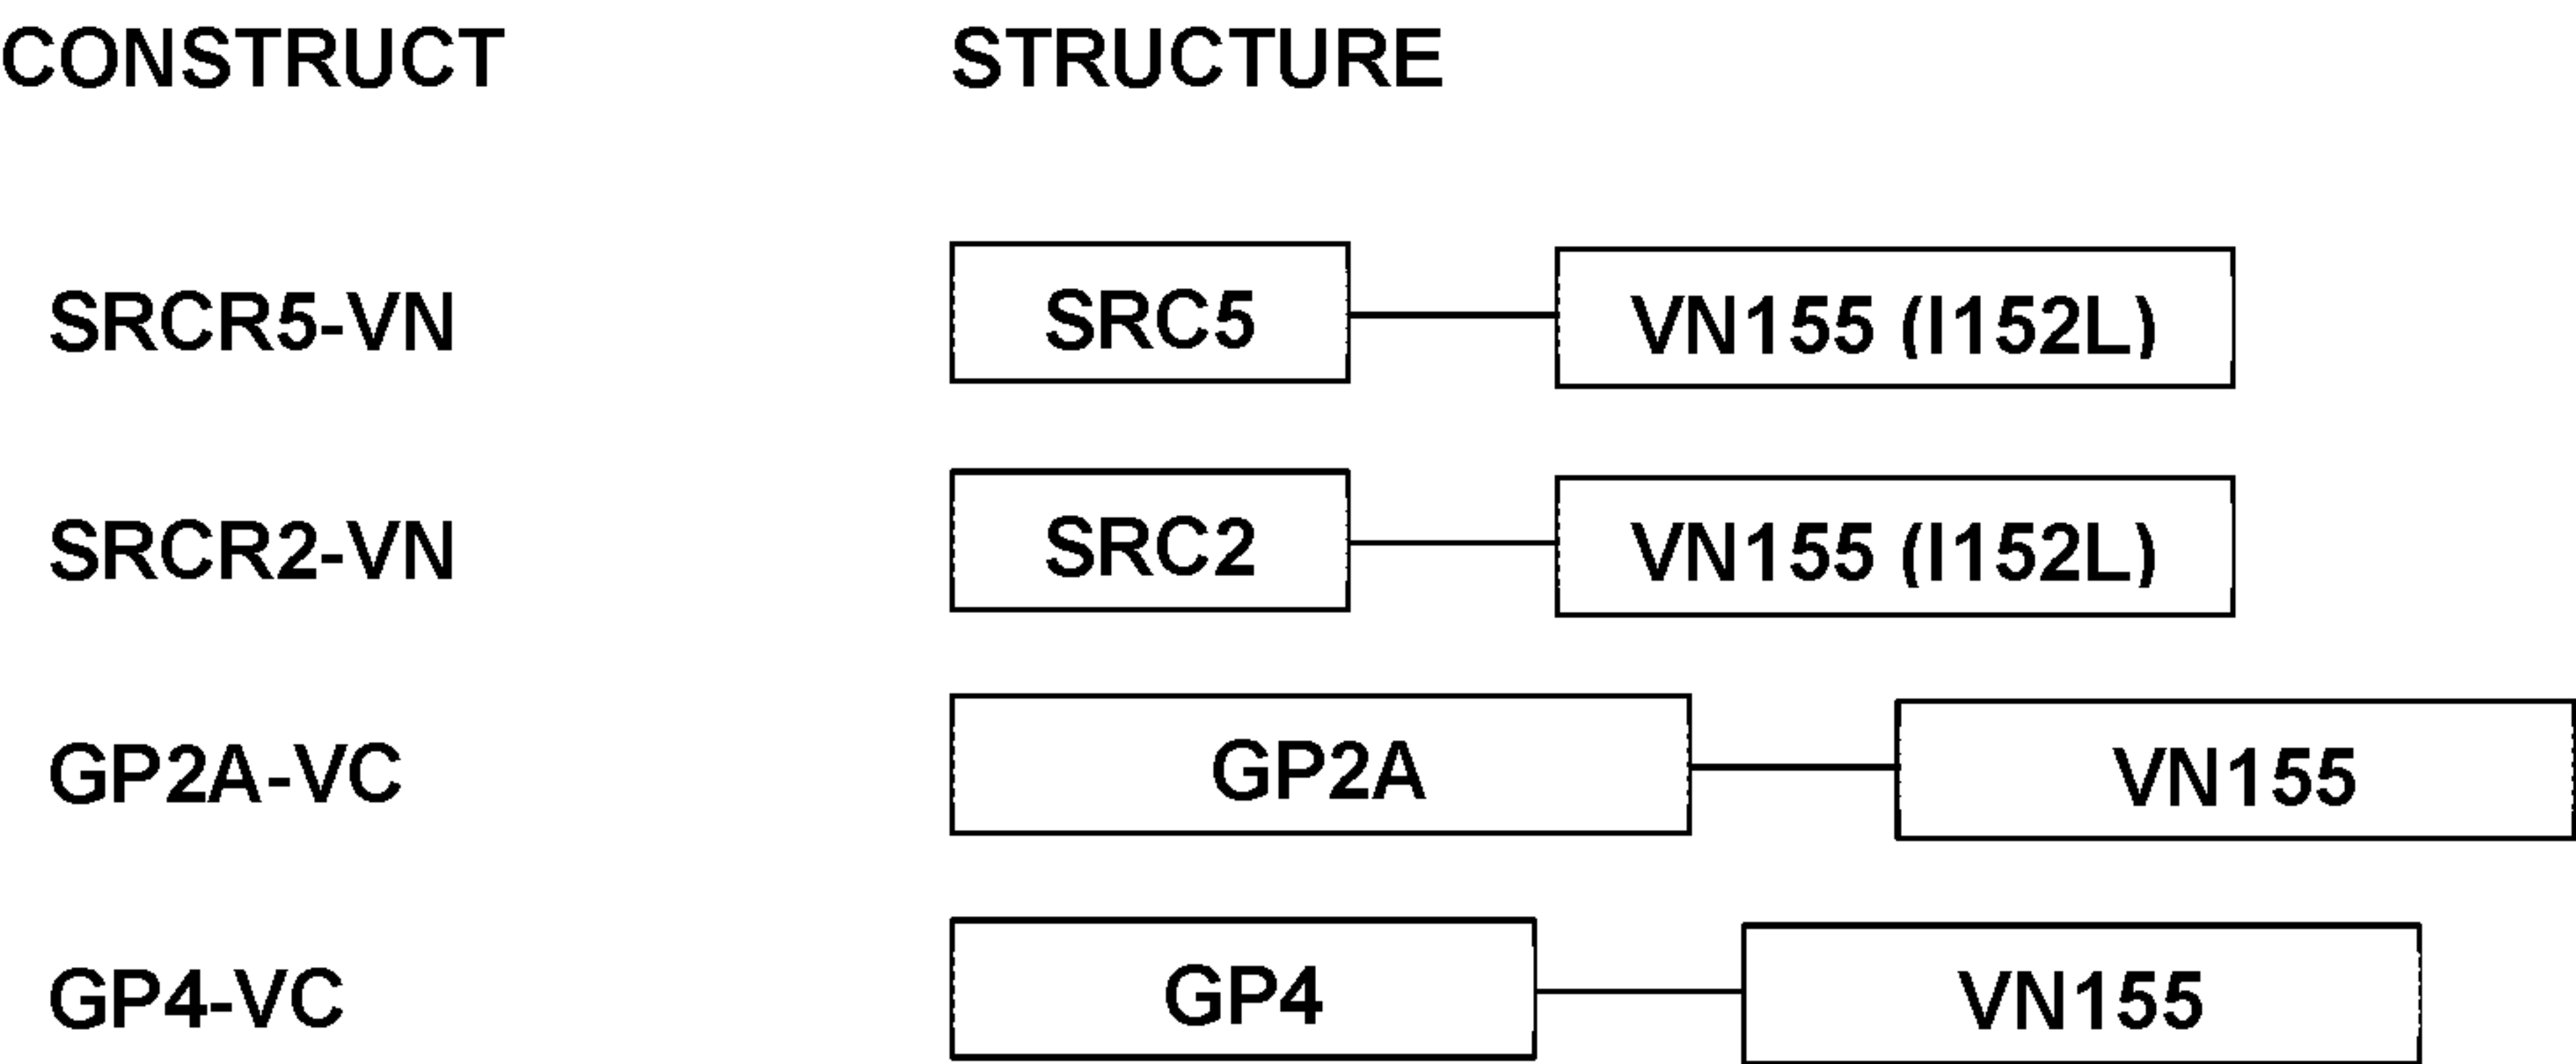 CONSTRUCT STRUCTURE
SRCR5-VN SRC5 VN155 (I152L)
SRCR2-VN SRC2 VN155 (I152L)
GP2A-VC GP2A VN155
GP4-VC GP4 VN155